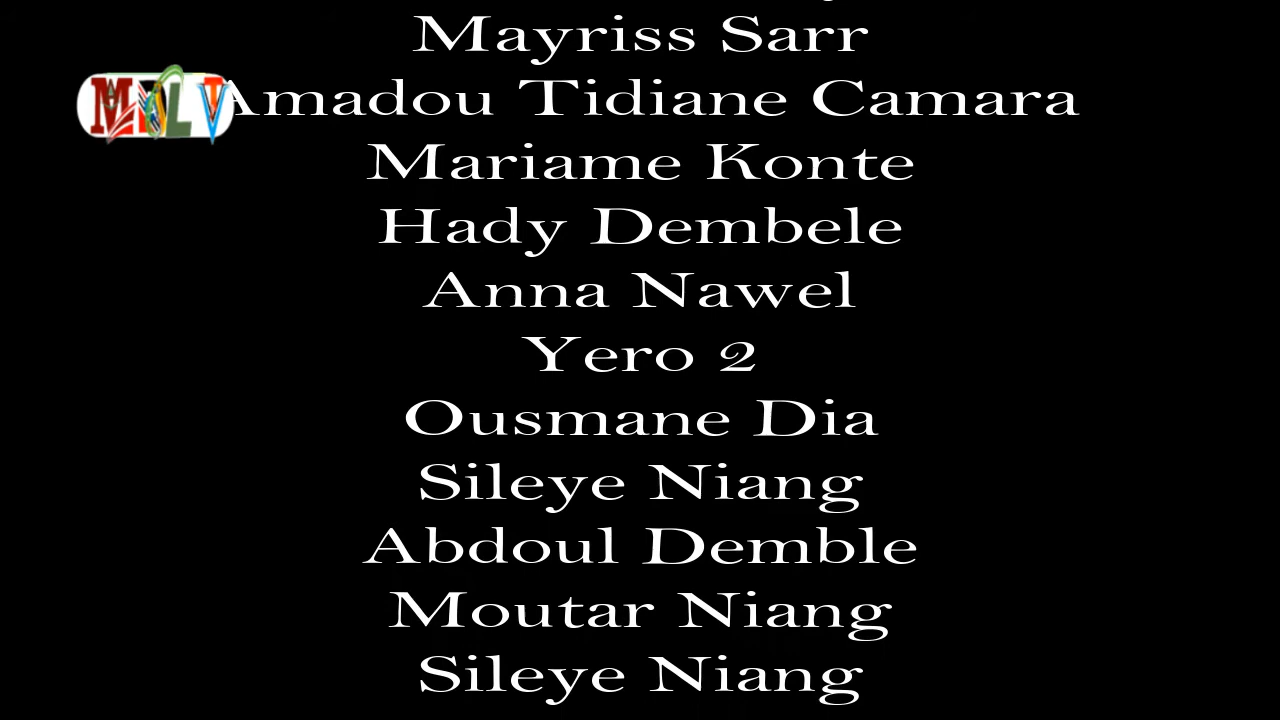 Mayriss Sarr
Amadou Tidiane Camara
Mariame Konte
Hady Dembele
Anna Nawel
Yero 2
Ousmane Dia
Sileye Niang
Abdoul Demble
Moutar Niang
Sileye Niang